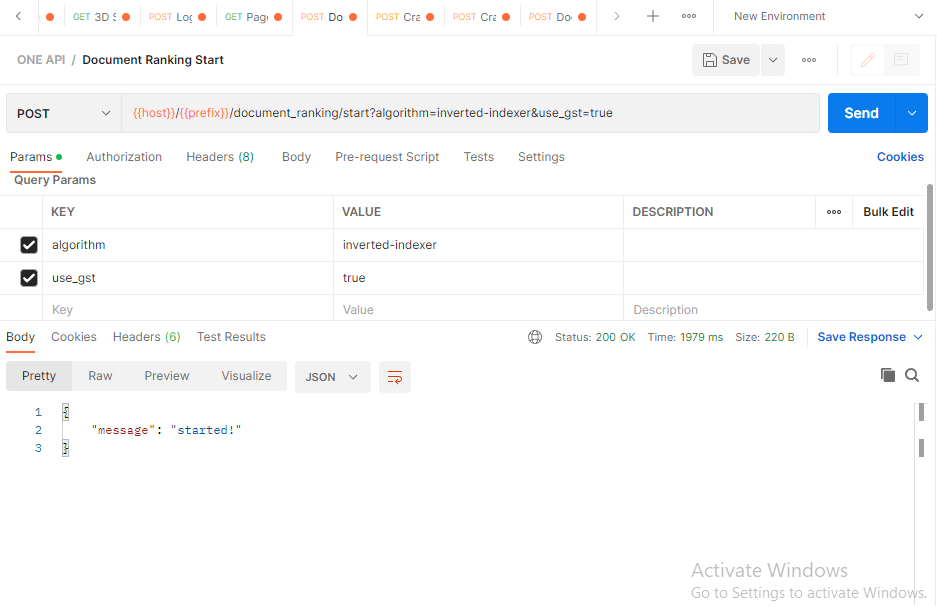 GET 3D S POST Log GET Page POST Do POST Cra POST Cra POST Do New Environment
ONE API / Document Ranking Start Save
POST {{host}}/{{prefix}}/document_ranking/start?algorithm=inverted-indexer&use_gst=true Send
Params Authorization Headers (8) Body Pre-request Script Tests Settings Cookies
Query Params
KEY VALUE DESCRIPTION Bulk Edit
algorithm inverted-indexer
use_gst true
Key Value Description
Body Cookies Headers (6) Test Results Status: 200 OK Time: 1979 ms Size: 220 B Save Response
Pretty Raw Preview Visualize JSON
1 {
2 "message": "started!"
3 }
Activate Windows
Go to Settings to activate Windows.